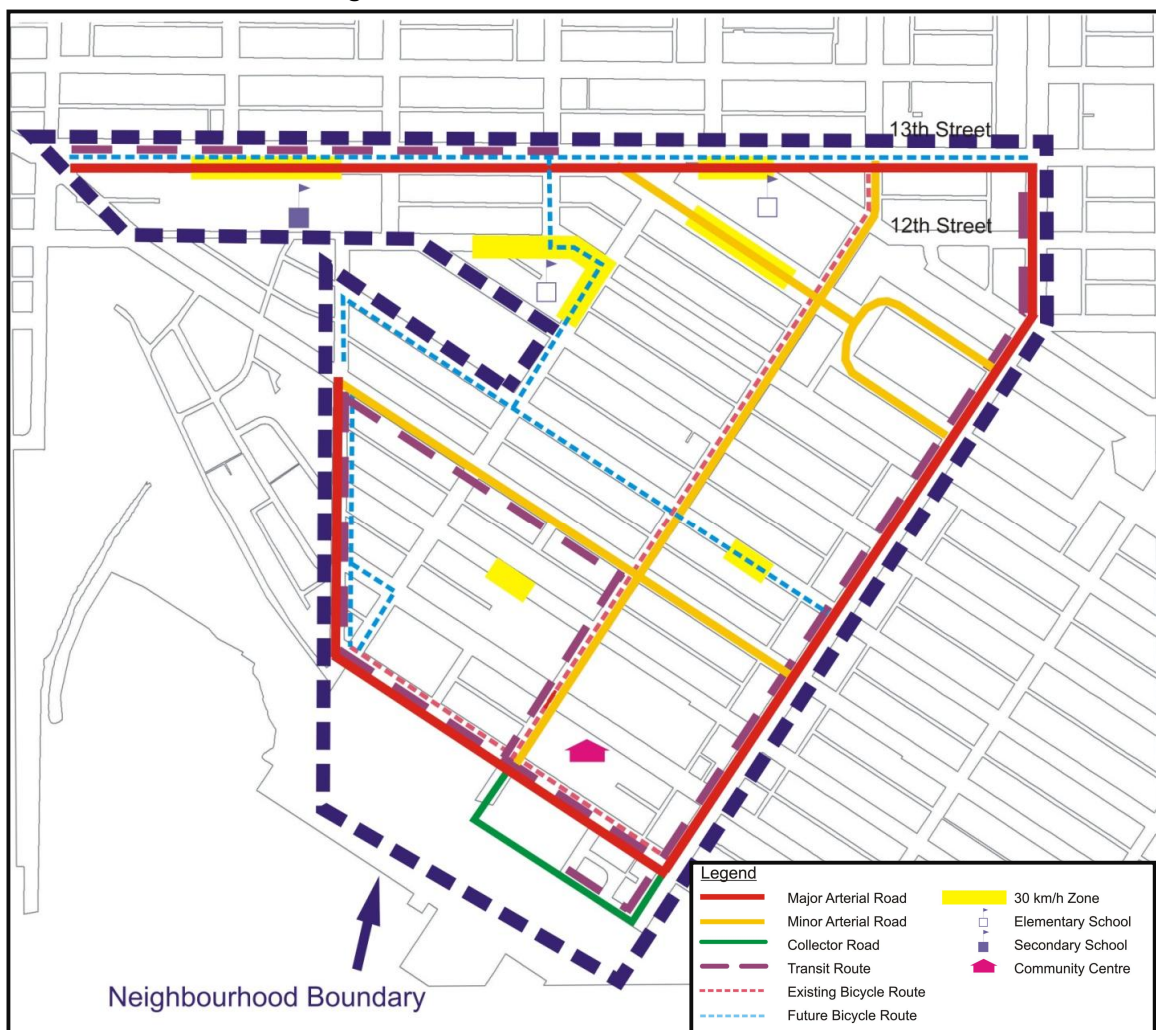 13th Street
12th Street
Neighbourhood Boundary
Legend
Major Arterial Road
Minor Arterial Road
Collector Road
Transit Route
Existing Bicycle Route
Future Bicycle Route
30 km/h Zone
Elementary School
Secondary School
Community Centre